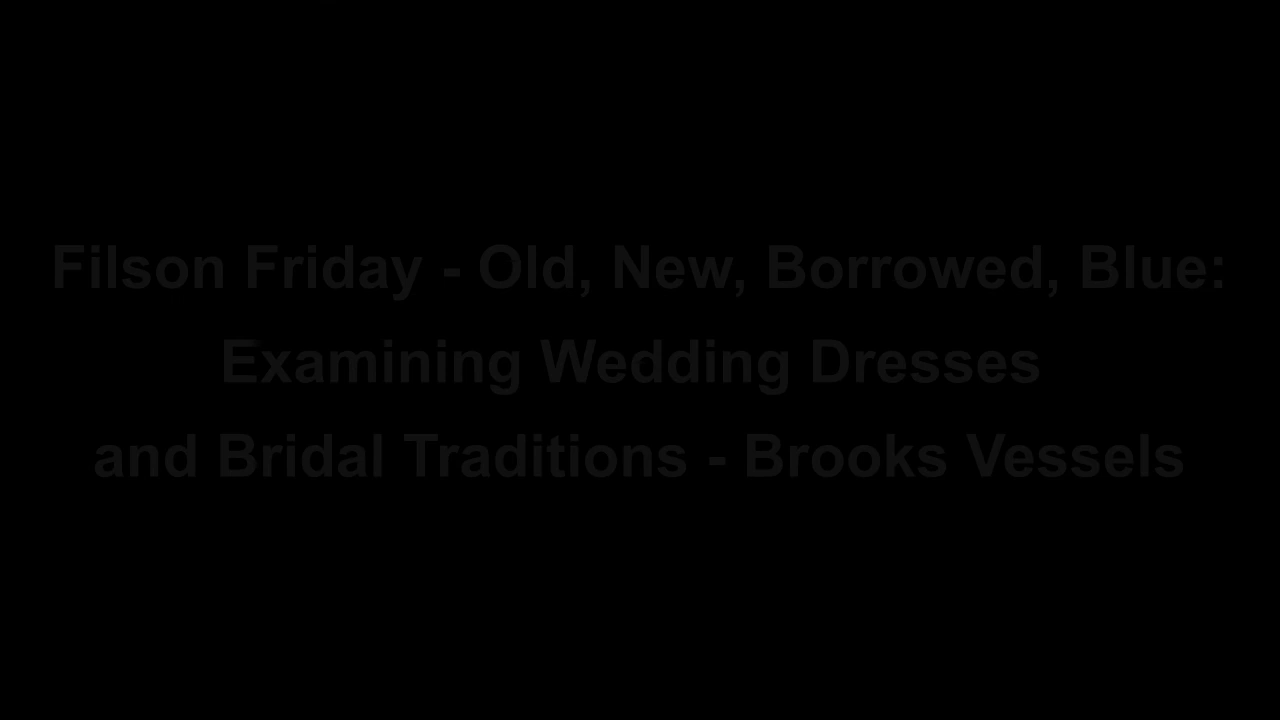 Filson Friday - Old, New, Borrowed, Blue:
Examining Wedding Dresses
and Bridal Traditions - Brooks Vessels